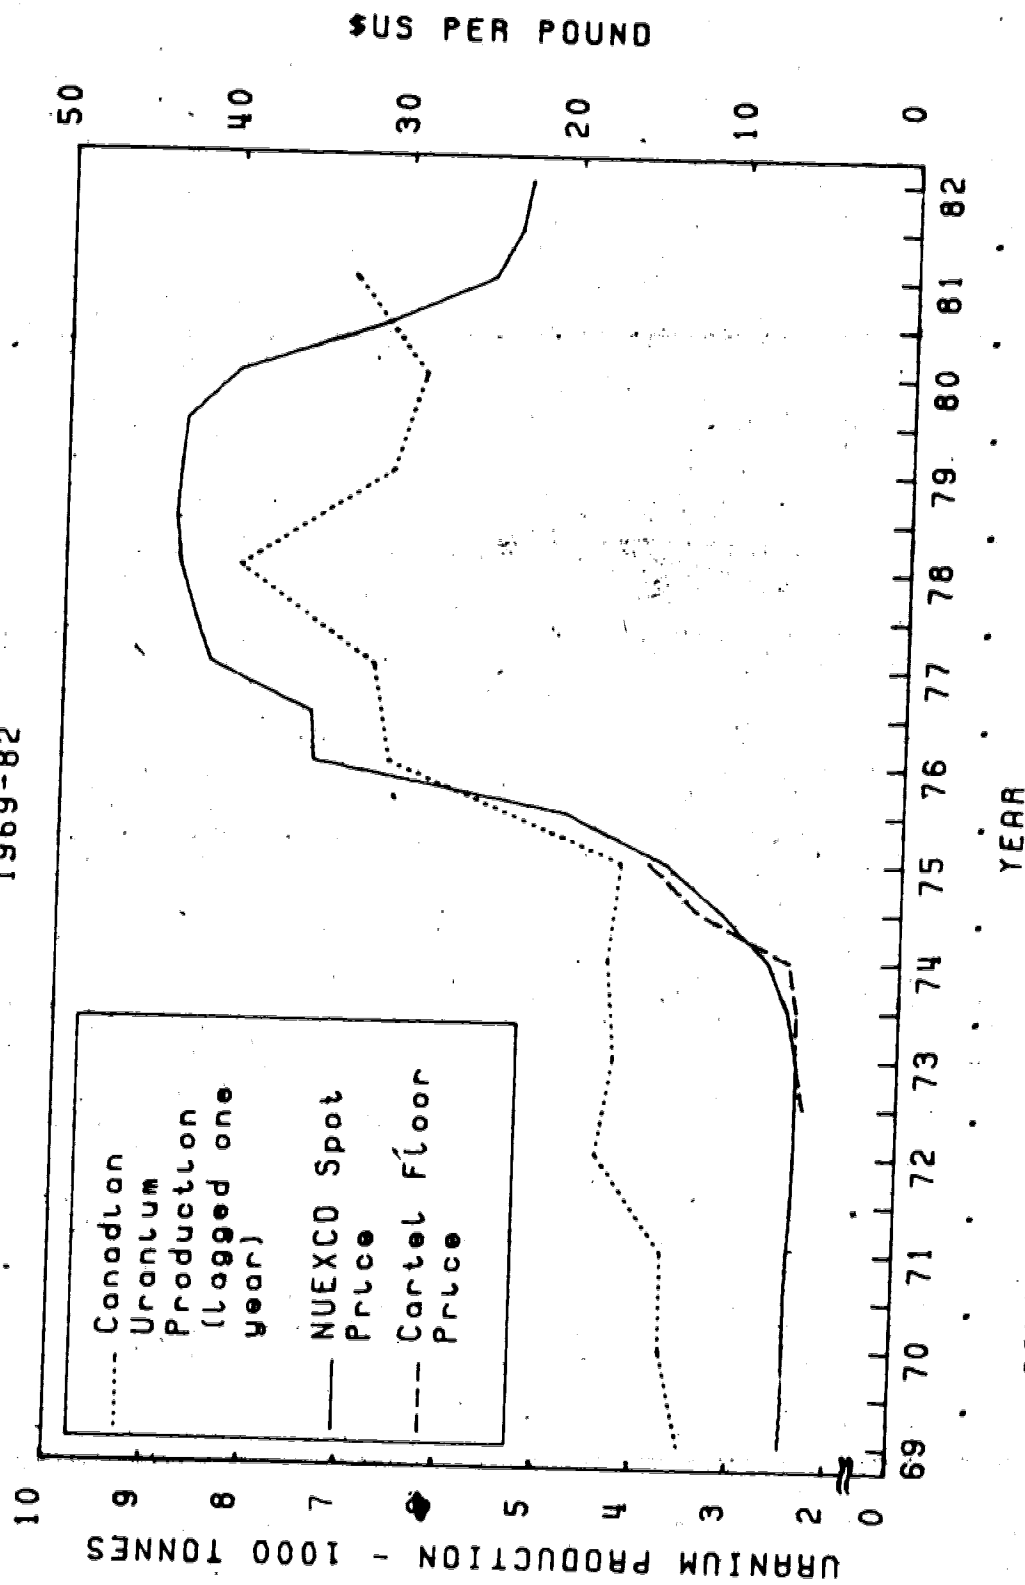 1969-82
Canadian
Uranium
Production
(lagged one
year)
NUEXCO Spot
Price
Cartel Floor
Price
URANIUM PRODUCTION - 1000 TONNES
10
9
8
7
5
4
3
2
0
$US PER POUND
50
40
30
20
10
0
69 70 71 72 73 74 75 76 77 78 79 80 81 82
YEAR